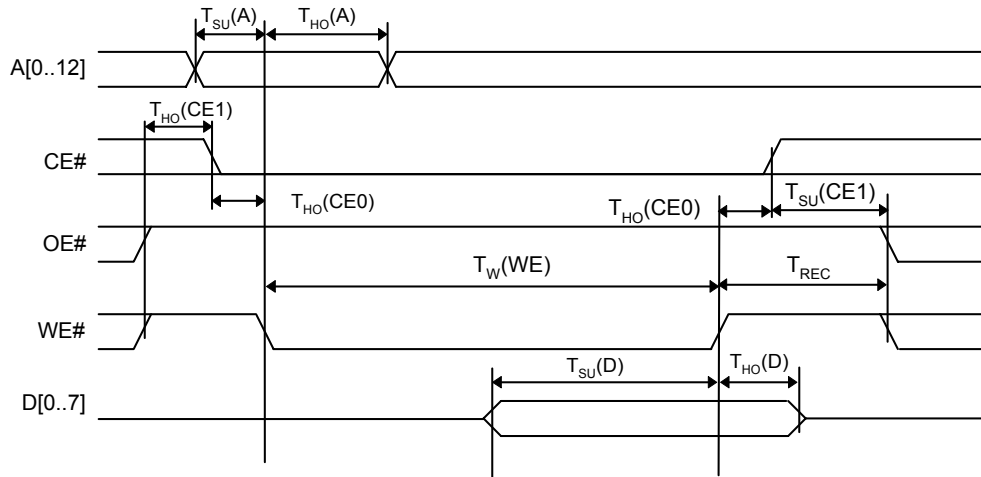 T_SU(A) T_HO(A)
A[0..12]
T_HO(CE1)
CE#
T_HO(CE0)
T_HO(CE0) T_SU(CE1)
OE#
T_W(WE) T_REC
WE#
T_SU(D) T_HO(D)
D[0..7]